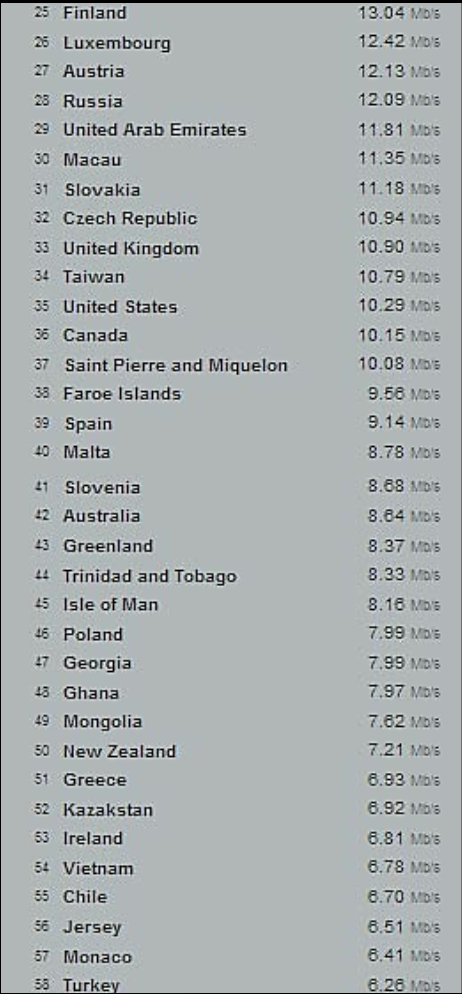 25 Finland 13.04 Mb/s
26 Luxembourg 12.42 Mb/s
27 Austria 12.13 Mb/s
28 Russia 12.09 Mb/s
29 United Arab Emirates 11.81 Mb/s
30 Macau 11.35 Mb/s
31 Slovakia 11.18 Mb/s
32 Czech Republic 10.94 Mb/s
33 United Kingdom 10.90 Mb/s
34 Taiwan 10.79 Mb/s
35 United States 10.29 Mb/s
36 Canada 10.15 Mb/s
37 Saint Pierre and Miquelon 10.08 Mb/s
38 Faroe Islands 9.56 Mb/s
39 Spain 9.14 Mb/s
40 Malta 8.78 Mb/s
41 Slovenia 8.68 Mb/s
42 Australia 8.64 Mb/s
43 Greenland 8.37 Mb/s
44 Trinidad and Tobago 8.33 Mb/s
45 Isle of Man 8.16 Mb/s
46 Poland 7.99 Mb/s
47 Georgia 7.99 Mb/s
48 Ghana 7.97 Mb/s
49 Mongolia 7.62 Mb/s
50 New Zealand 7.21 Mb/s
51 Greece 6.93 Mb/s
52 Kazakstan 6.92 Mb/s
53 Ireland 6.81 Mb/s
54 Vietnam 6.78 Mb/s
55 Chile 6.70 Mb/s
56 Jersey 6.51 Mb/s
57 Monaco 6.41 Mb/s
58 Turkey 6.26 Mb/s